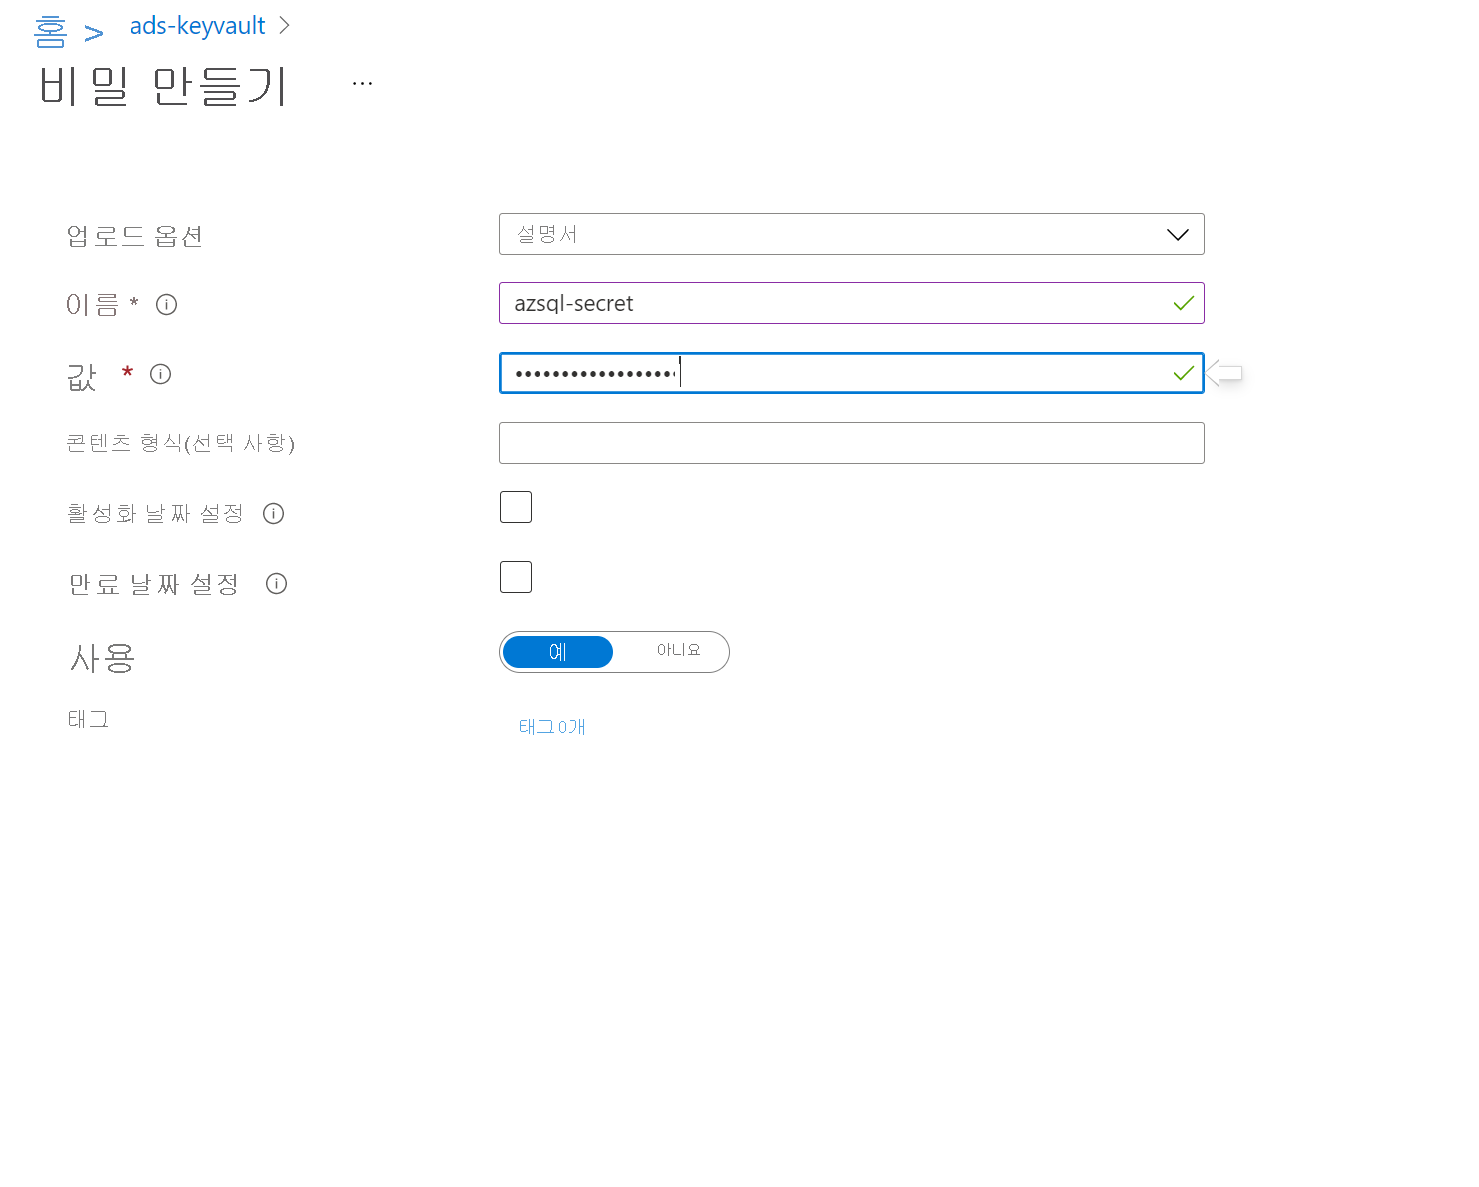 홈 > ads-keyvault >
비밀 만들기 ...
업로드 옵션 설명서
이름 * azsql-secret
값 * ••••••••••••••••••
콘텐츠 형식(선택 사항)
활성화 날짜 설정
만료 날짜 설정
사용 예 아니요
태그 태그 0개